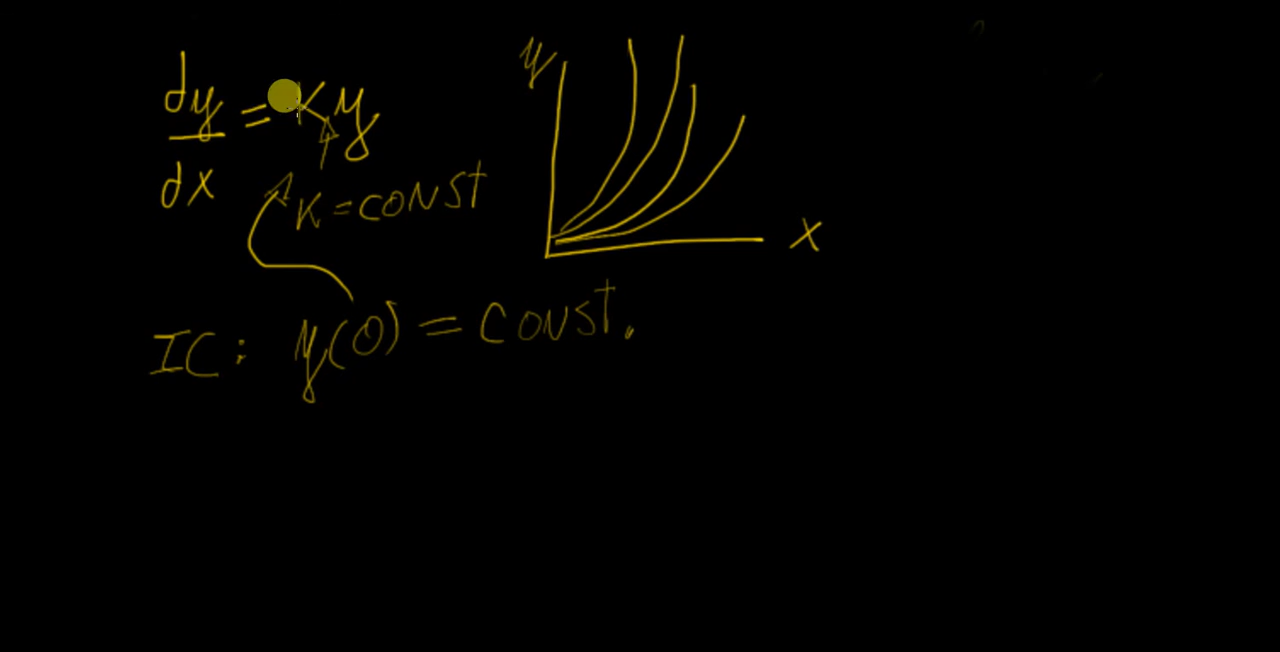 dy/dx = Ky
K = CONST
IC: y(0) = CONST.
y
x